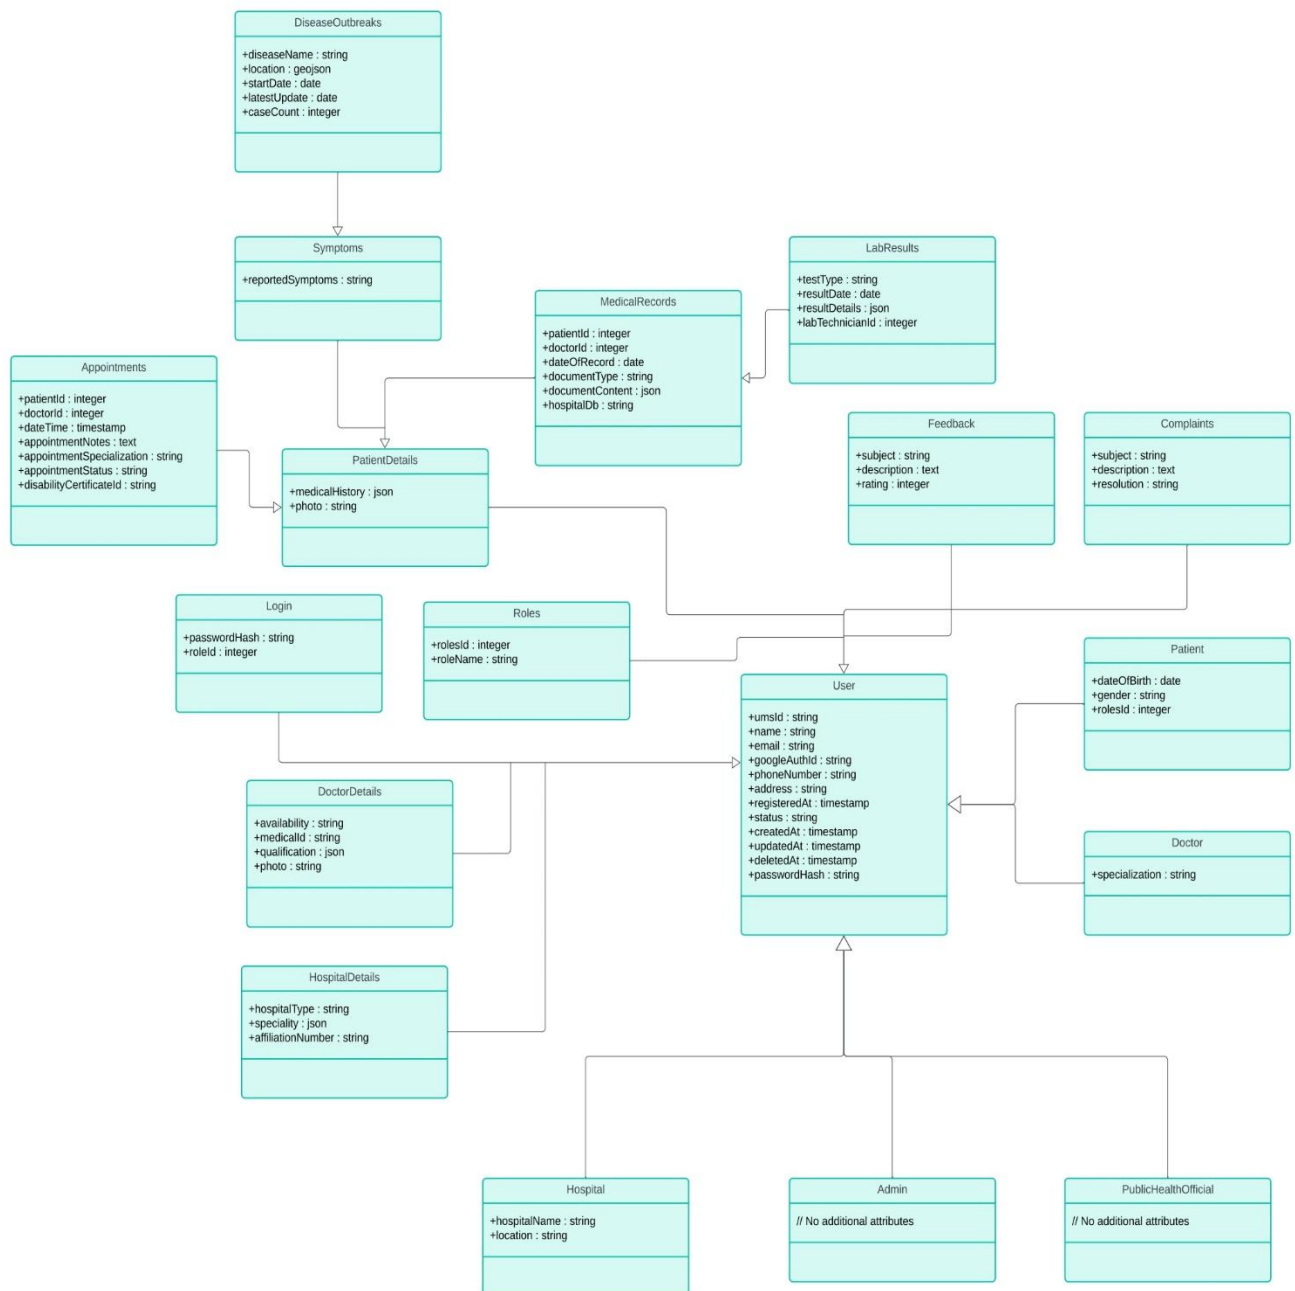 DiseaseOutbreaks
+diseaseName : string
+location : geojson
+startDate : date
+latestUpdate : date
+caseCount : integer
Symptoms
+reportedSymptoms : string
LabResults
+testType : string
+resultDate : date
+resultDetails : json
+labTechnicianId : integer
MedicalRecords
+patientId : integer
+doctorId : integer
+dateOfRecord : date
+documentType : string
+documentContent : json
+hospitalDb : string
Appointments
+patientId : integer
+doctorId : integer
+dateTime : timestamp
+appointmentNotes : text
+appointmentSpecialization : string
+appointmentStatus : string
+disabilityCertificateId : string
PatientDetails
+medicalHistory : json
+photo : string
Feedback
+subject : string
+description : text
+rating : integer
Complaints
+subject : string
+description : text
+resolution : string
Login
+passwordHash : string
+roleId : integer
Roles
+rolesId : integer
+roleName : string
Patient
+dateOfBirth : date
+gender : string
+rolesId : integer
User
+umsId : string
+name : string
+email : string
+googleAuthId : string
+phoneNumber : string
+address : string
+registeredAt : timestamp
+status : string
+createdAt : timestamp
+updatedAt : timestamp
+deletedAt : timestamp
+passwordHash : string
DoctorDetails
+availability : string
+medicalId : string
+qualification : json
+photo : string
Doctor
+specialization : string
HospitalDetails
+hospitalType : string
+speciality : json
+affiliationNumber : string
Hospital
+hospitalName : string
+location : string
Admin
// No additional attributes
PublicHealthOfficial
// No additional attributes